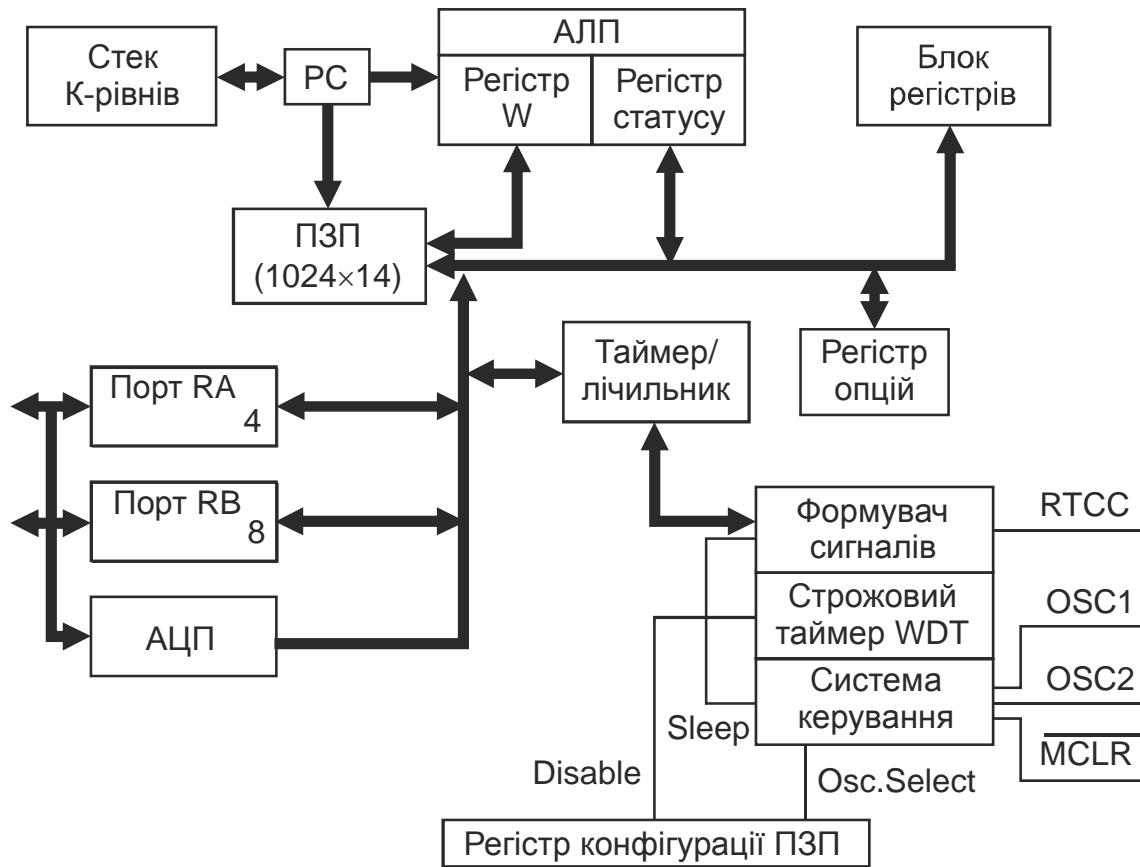 Стек
К-рівнів
PC
АЛП
Регістр
W
Регістр
статусу
Блок
регістрів
ПЗП
(1024×14)
Таймер/
лічильник
Регістр
опцій
Порт RA
4
Порт RB
8
АЦП
Формувач
сигналів
RTCC
Строжовий
таймер WDT
OSC1
Система
керування
OSC2
MCLR
Sleep
Disable
Osc.Select
Регістр конфігурації ПЗП